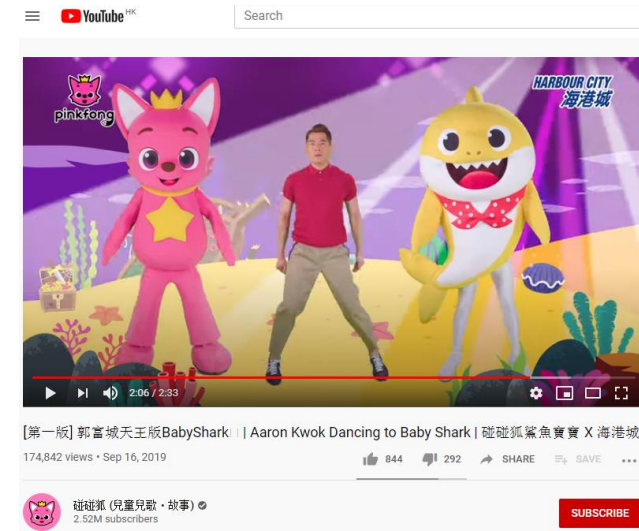 YouTube HK
Search
pinkfong
HARBOUR CITY
海港城
2:06 / 2:33
[第一版] 郭富城天王版BabyShark | Aaron Kwok Dancing to Baby Shark | 碰碰狐鯊魚寶寶 X 海港城
174,842 views • Sep 16, 2019
844 292 SHARE SAVE
碰碰狐 (兒童兒歌・故事)
2.52M subscribers
SUBSCRIBE